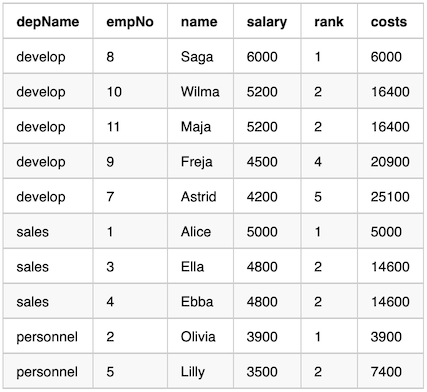 depName empNo name salary rank costs
develop 8 Saga 6000 1 6000
develop 10 Wilma 5200 2 16400
develop 11 Maja 5200 2 16400
develop 9 Freja 4500 4 20900
develop 7 Astrid 4200 5 25100
sales 1 Alice 5000 1 5000
sales 3 Ella 4800 2 14600
sales 4 Ebba 4800 2 14600
personnel 2 Olivia 3900 1 3900
personnel 5 Lilly 3500 2 7400